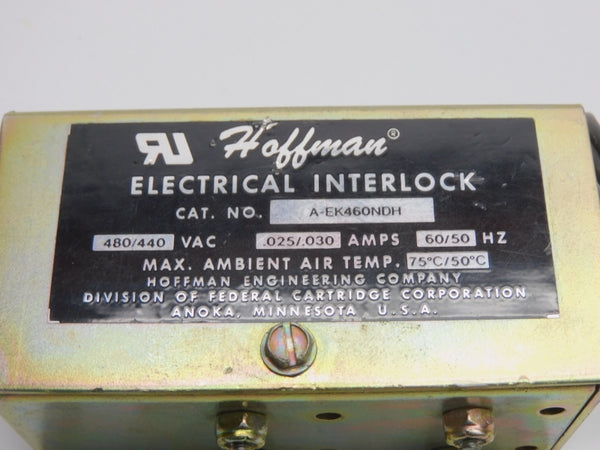 RU Hoffman®
ELECTRICAL INTERLOCK
CAT. NO. A-EK460NDH
480/440 VAC .025/.030 AMPS 60/50 HZ
MAX. AMBIENT AIR TEMP. 75°C/50°C
HOFFMAN ENGINEERING COMPANY
DIVISION OF FEDERAL CARTRIDGE CORPORATION
ANOKA, MINNESOTA U.S.A.